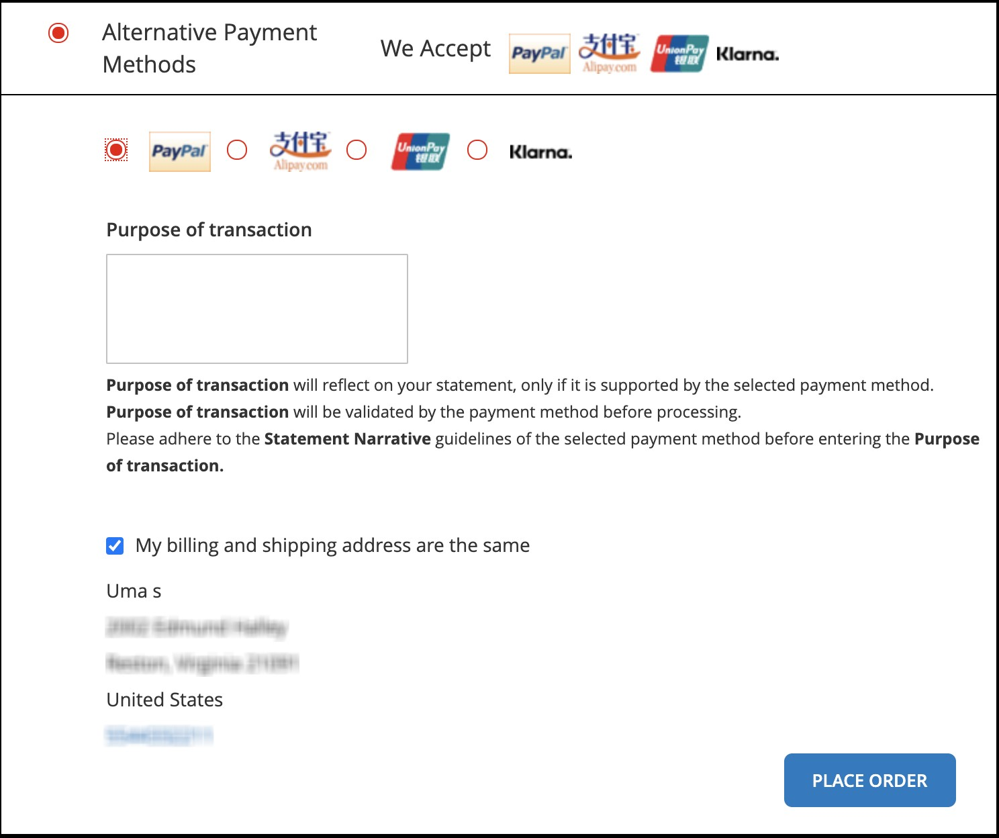 Alternative Payment
Methods
We Accept
PayPal
支付宝
Alipay.com
UnionPay
银联
Klarna.
PayPal
支付宝
Alipay.com
UnionPay
银联
Klarna.
Purpose of transaction
Purpose of transaction will reflect on your statement, only if it is supported by the selected payment method.
Purpose of transaction will be validated by the payment method before processing.
Please adhere to the Statement Narrative guidelines of the selected payment method before entering the Purpose
of transaction.
My billing and shipping address are the same
Uma s
United States
PLACE ORDER